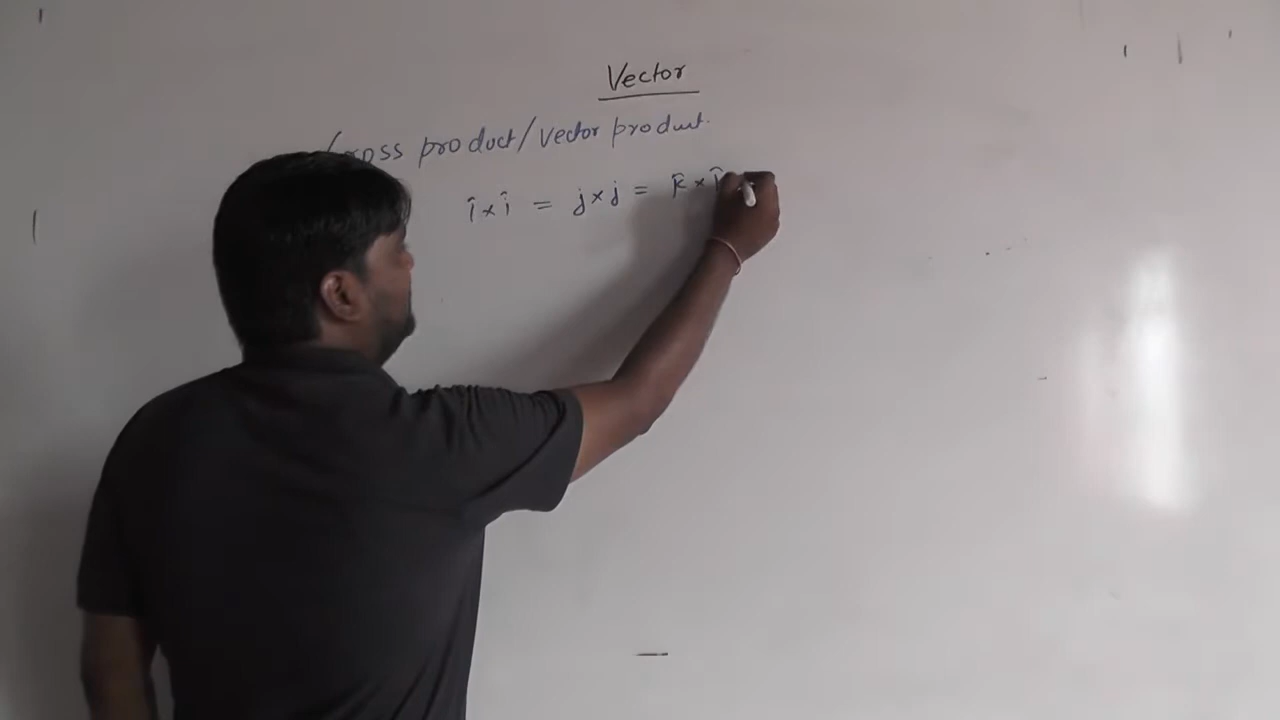 Vector
Cross product/vector product.
î × î = j × j = k̂ ×